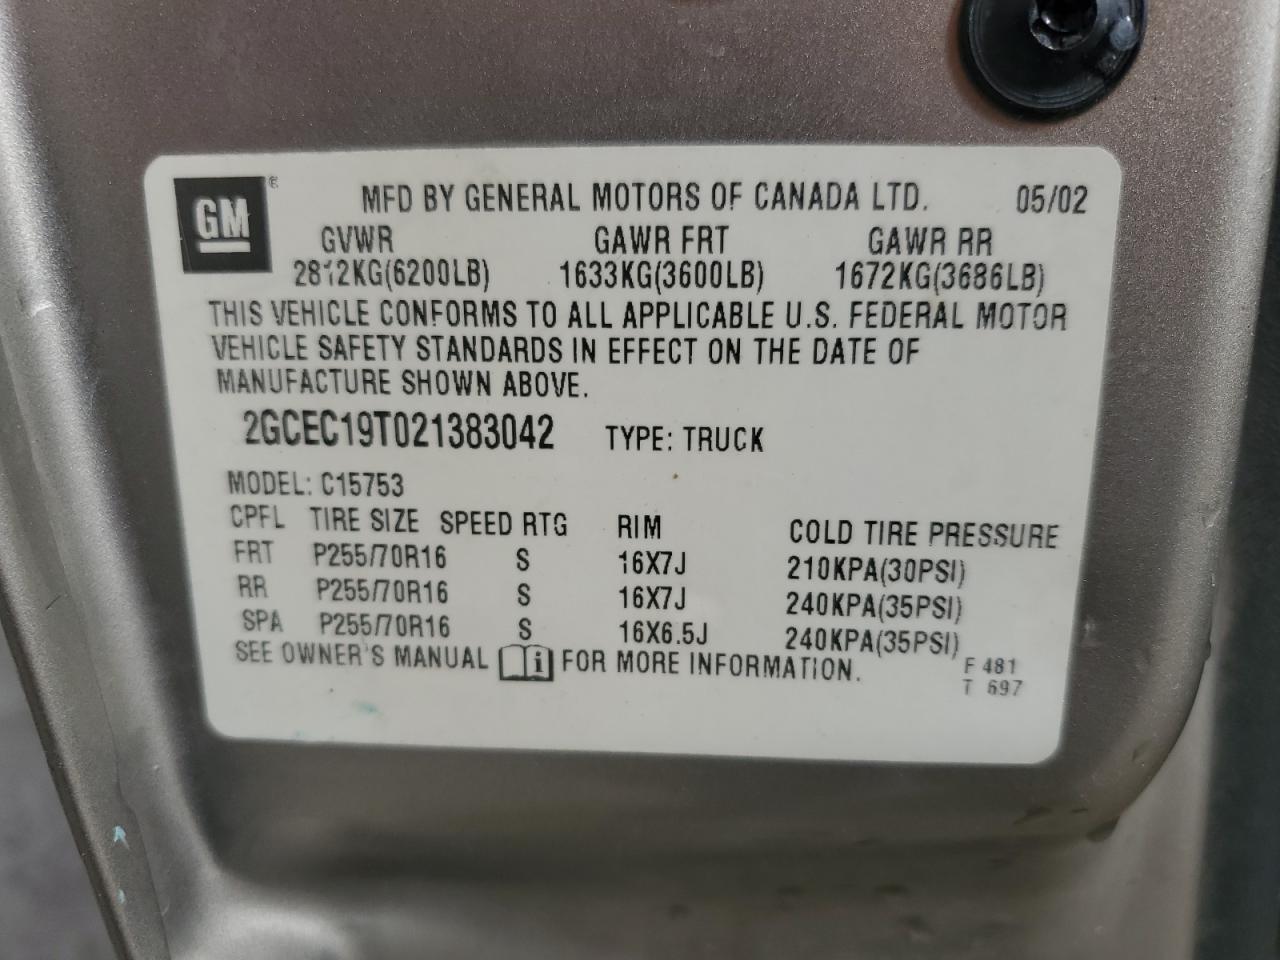 GM ® MFD BY GENERAL MOTORS OF CANADA LTD. 05/02
GVWR GAWR FRT GAWR RR
2812KG(6200LB) 1633KG(3600LB) 1672KG(3686LB)
THIS VEHICLE CONFORMS TO ALL APPLICABLE U.S. FEDERAL MOTOR
VEHICLE SAFETY STANDARDS IN EFFECT ON THE DATE OF
MANUFACTURE SHOWN ABOVE.
2GCEC19T021383042 TYPE: TRUCK
MODEL: C15753
CPFL TIRE SIZE SPEED RTG RIM COLD TIRE PRESSURE
FRT P255/70R16 S 16X7J 210KPA(30PSI)
RR P255/70R16 S 16X7J 240KPA(35PSI)
SPA P255/70R16 S 16X6.5J 240KPA(35PSI)
SEE OWNER'S MANUAL i FOR MORE INFORMATION.
F 481
T 697